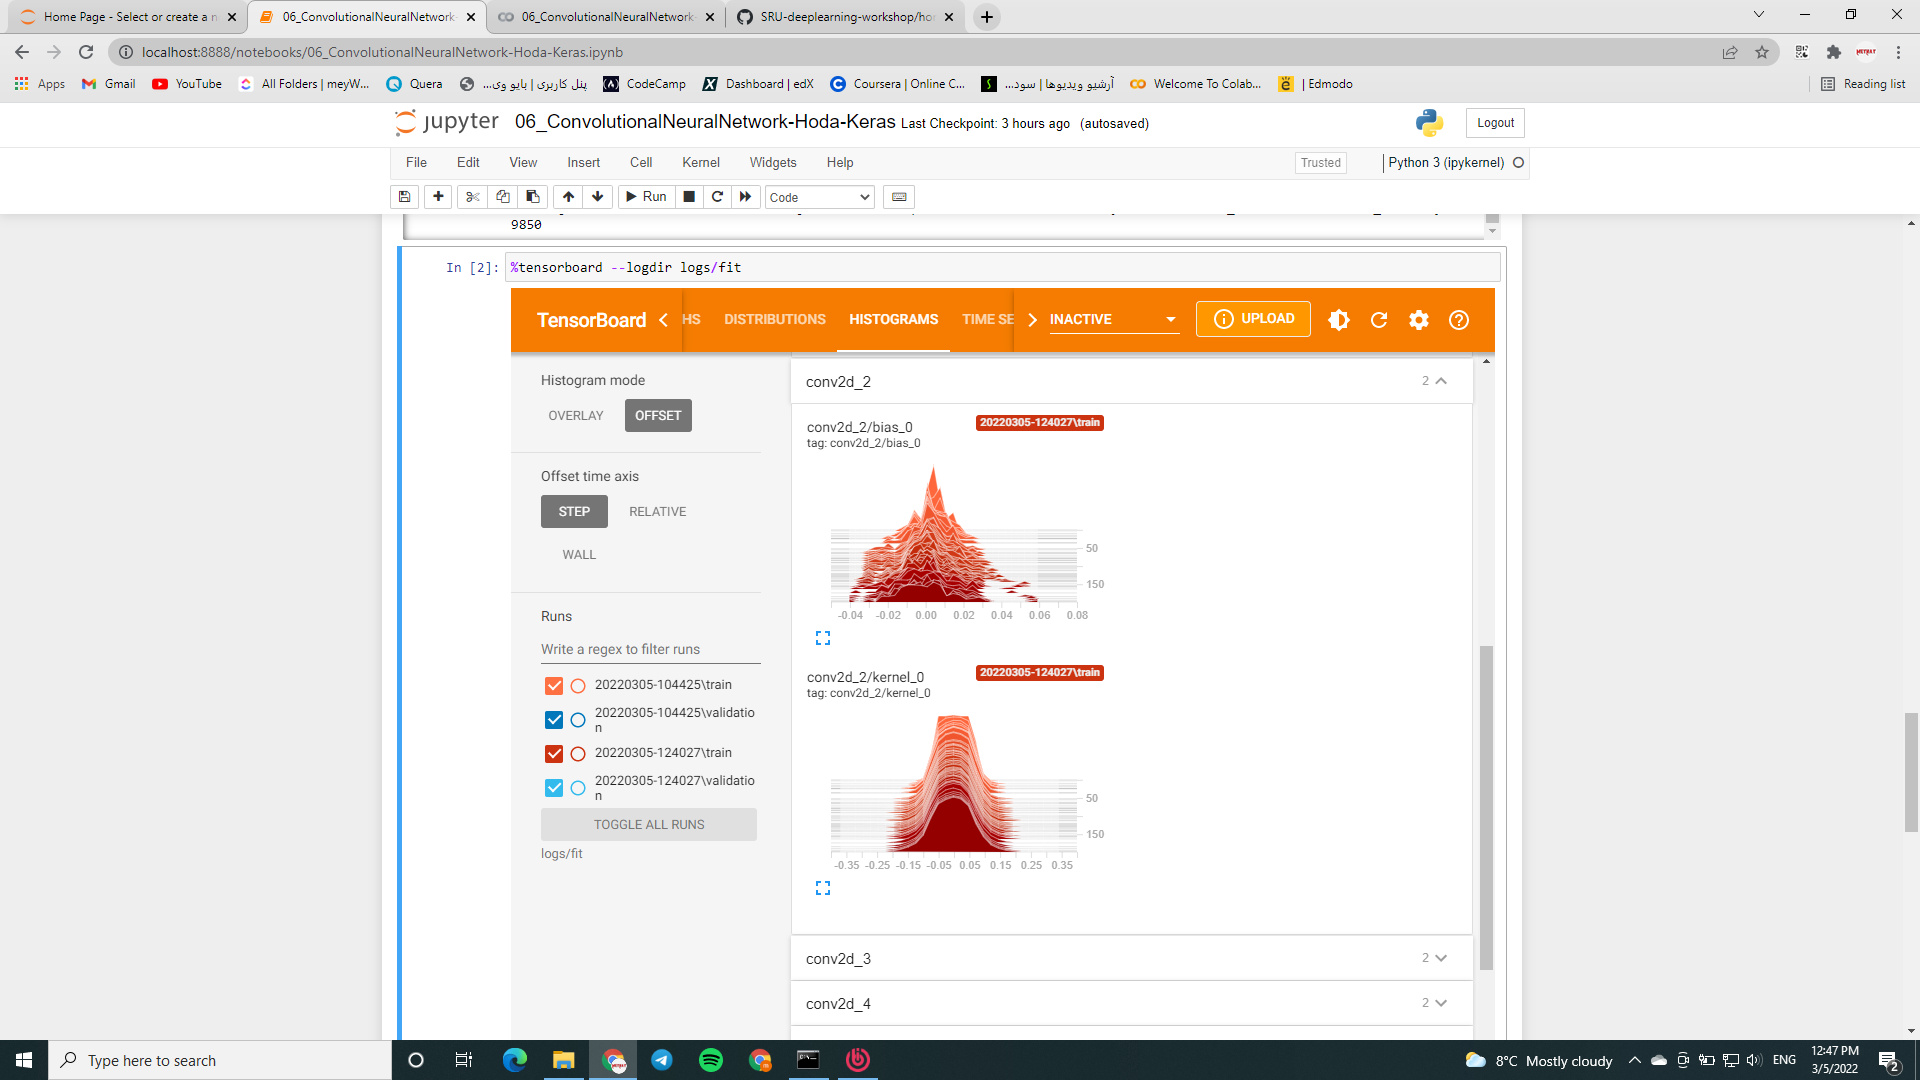 Home Page - Select or create a n
06_ConvolutionalNeuralNetwork-
06_ConvolutionalNeuralNetwork-
SRU-deeplearning-workshop/ho
localhost:8888/notebooks/06_ConvolutionalNeuralNetwork-Hoda-Keras.ipynb
Apps Gmail YouTube All Folders | meyW... Quera پنل کاربری | بایو وی... CodeCamp Dashboard | edX Coursera | Online C... آرشیو ویدیوها | سود... Welcome To Colab... | Edmodo Reading list
jupyter 06_ConvolutionalNeuralNetwork-Hoda-Keras Last Checkpoint: 3 hours ago (autosaved) Logout
File Edit View Insert Cell Kernel Widgets Help Trusted Python 3 (ipykernel)
Run Code
9850
In [2]: %tensorboard --logdir logs/fit
TensorBoard HS DISTRIBUTIONS HISTOGRAMS TIME SE INACTIVE UPLOAD
Histogram mode
OVERLAY OFFSET
Offset time axis
STEP RELATIVE
WALL
Runs
Write a regex to filter runs
20220305-104425\train
20220305-104425\validatio
n
20220305-124027\train
20220305-124027\validatio
n
TOGGLE ALL RUNS
logs/fit
conv2d_2 2
conv2d_2/bias_0 20220305-124027\train
tag: conv2d_2/bias_0
50
150
-0.04 -0.02 0.00 0.02 0.04 0.06 0.08
conv2d_2/kernel_0 20220305-124027\train
tag: conv2d_2/kernel_0
50
150
-0.35 -0.25 -0.15 -0.05 0.05 0.15 0.25 0.35
conv2d_3 2
conv2d_4 2
Type here to search
8°C Mostly cloudy ENG
12:47 PM
3/5/2022
2